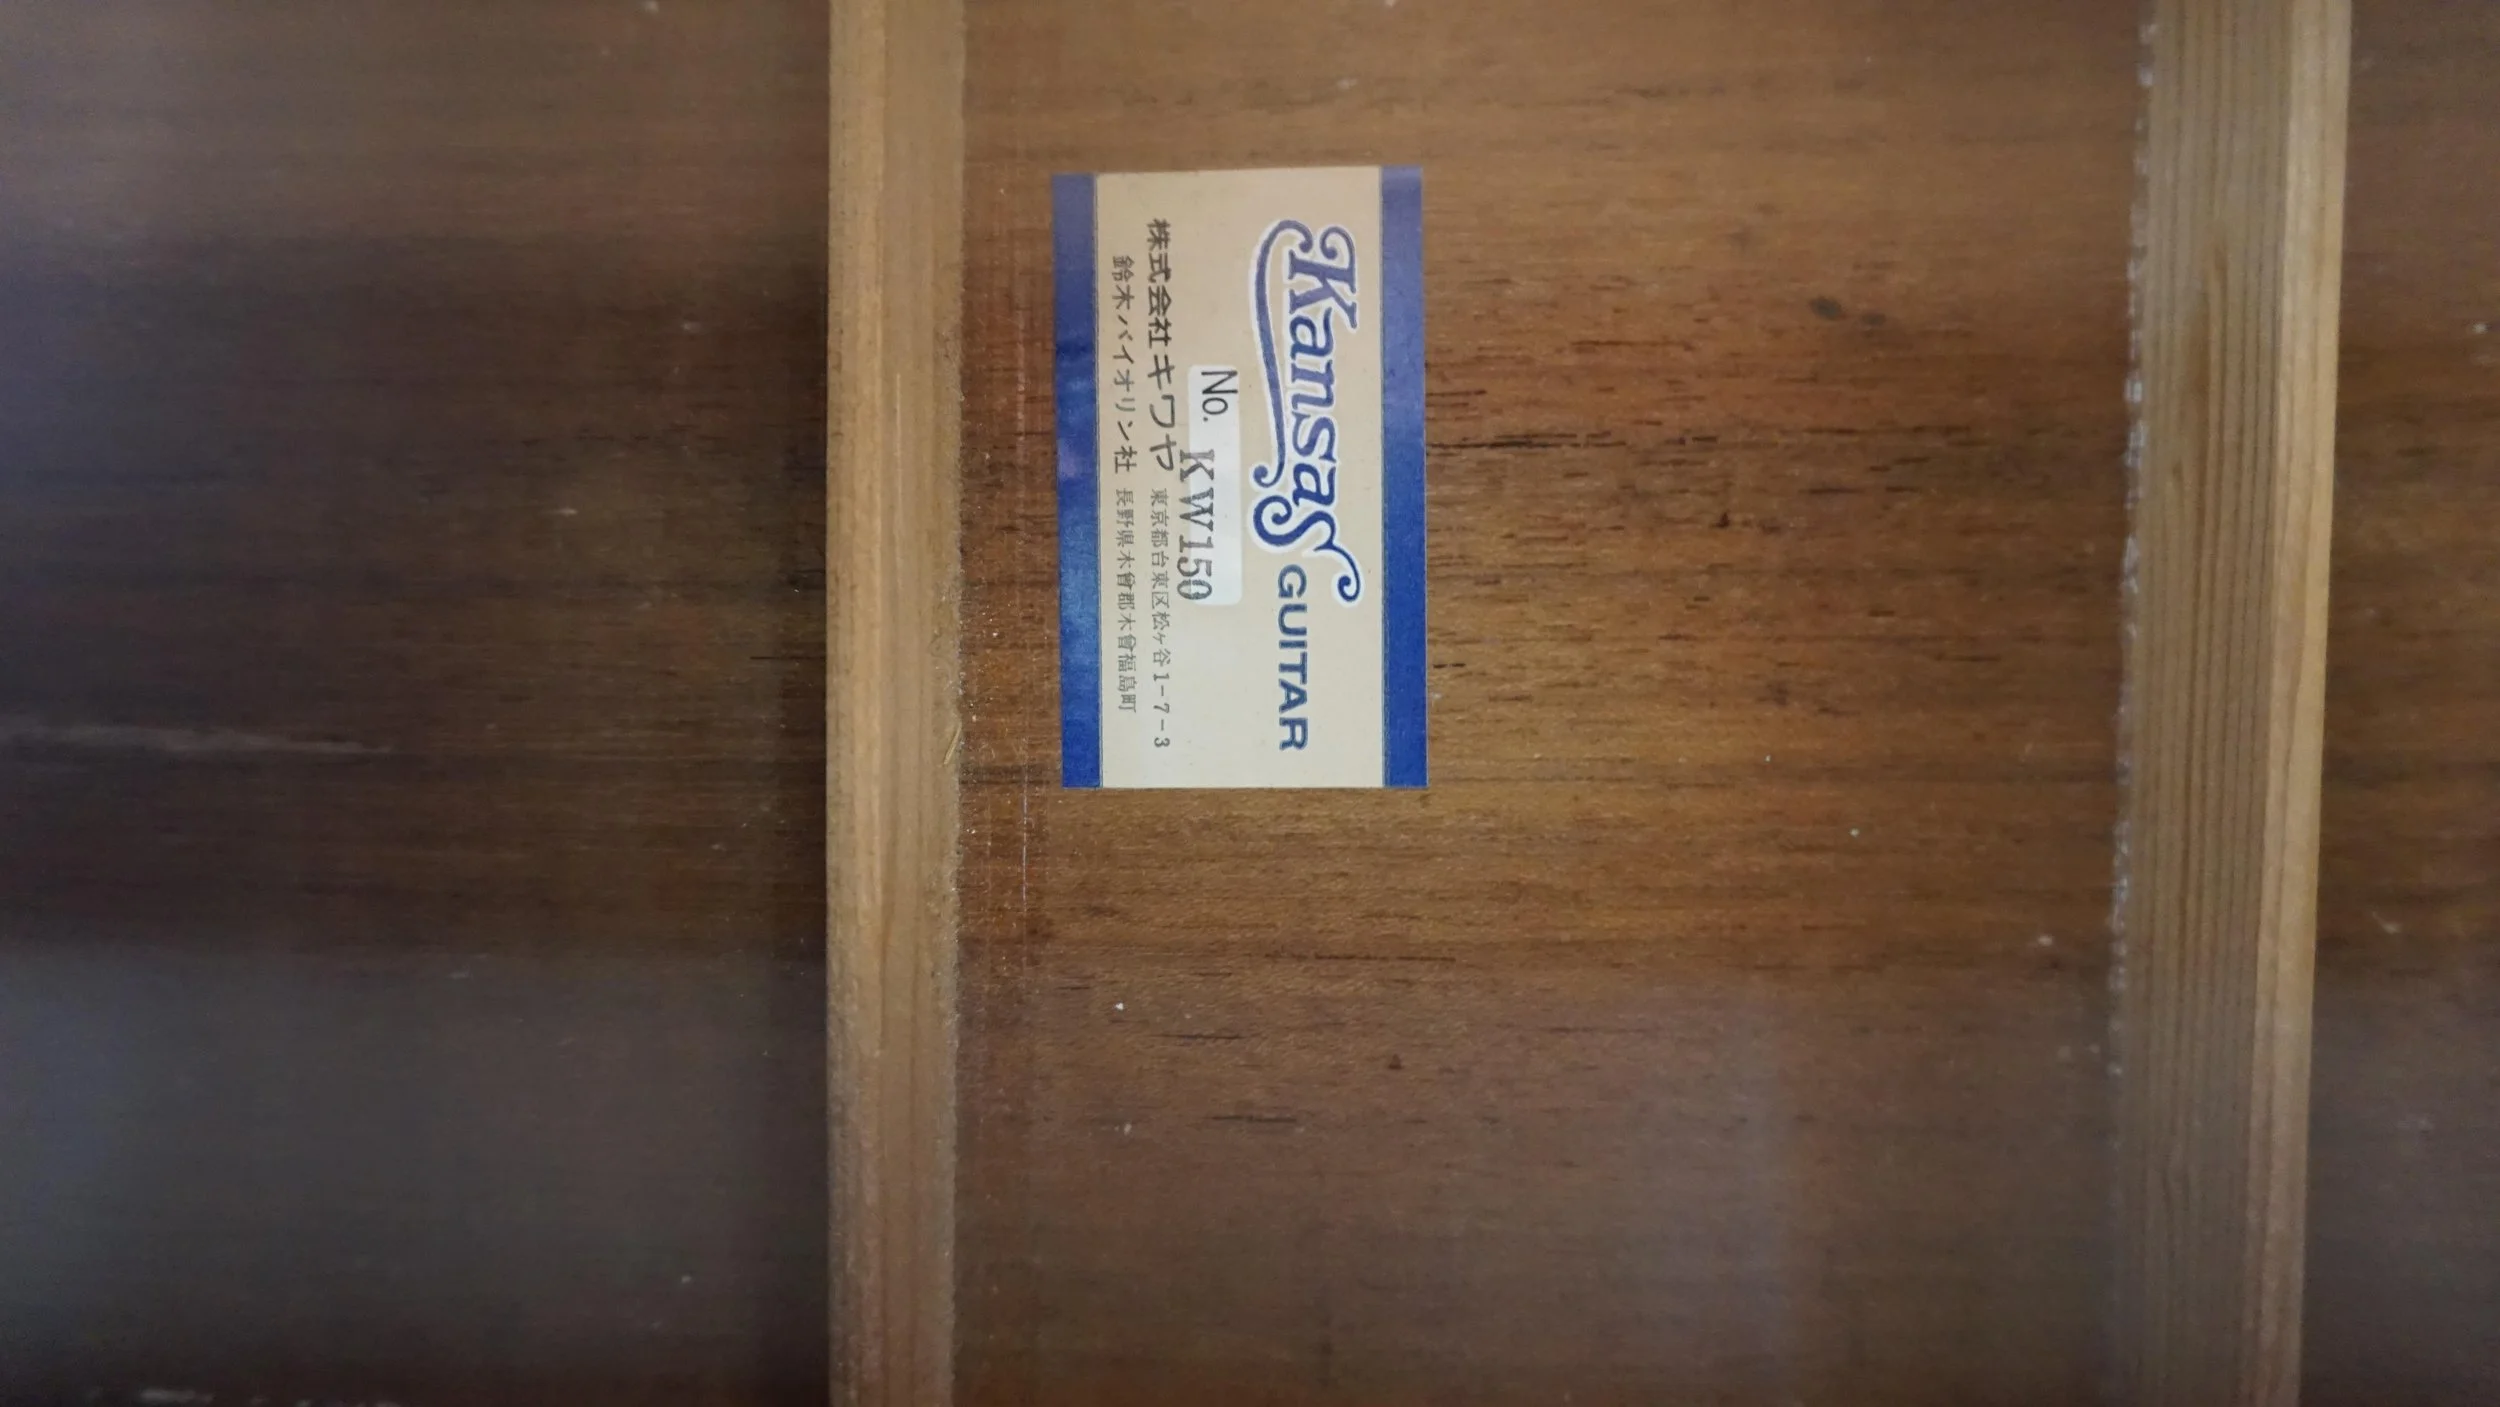 Kansas GUITAR
No. KW150
株式会社キワヤ 東京都台東区松ヶ谷1-7-3
鈴木バイオリン社 長野県木曾郡木曾福島町